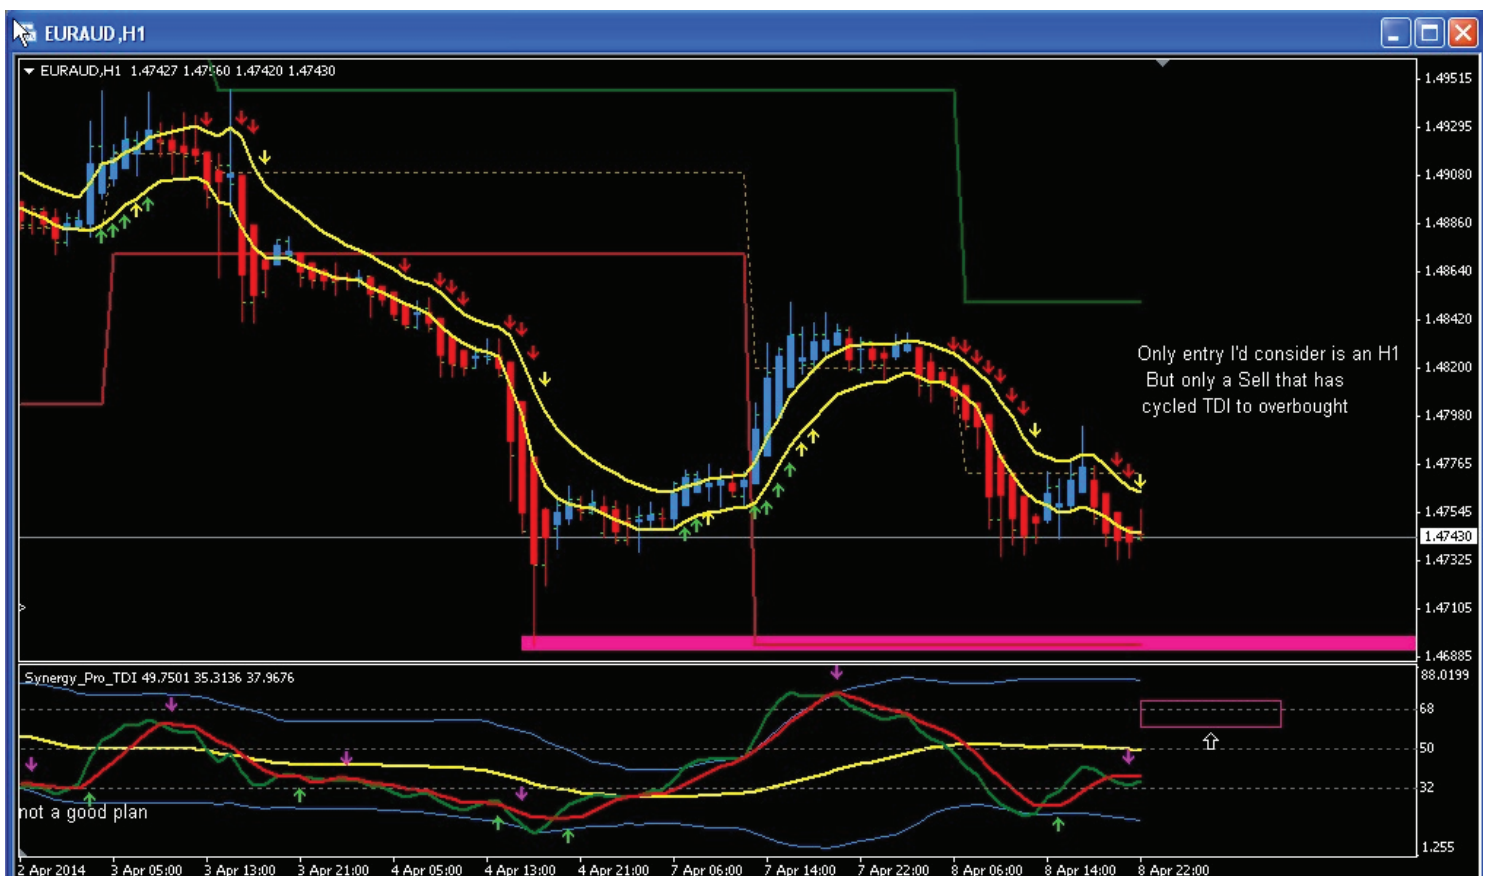 EURAUD,H1
EURAUD,H1 1.47427 1.47560 1.47420 1.47430
1.49515
1.49295
1.49080
1.48860
1.48640
1.48420
1.48200
1.47980
1.47765
1.47545
1.47430
1.47325
1.47105
1.46885
Only entry I'd consider is an H1
But only a Sell that has
cycled TDI to overbought
Synergy_Pro_TDI 49.7501 35.3136 37.9676
88.0199
68
50
32
1.255
not a good plan
2 Apr 2014 3 Apr 05:00 3 Apr 13:00 3 Apr 21:00 4 Apr 05:00 4 Apr 13:00 4 Apr 21:00 7 Apr 06:00 7 Apr 14:00 7 Apr 22:00 8 Apr 06:00 8 Apr 14:00 8 Apr 22:00